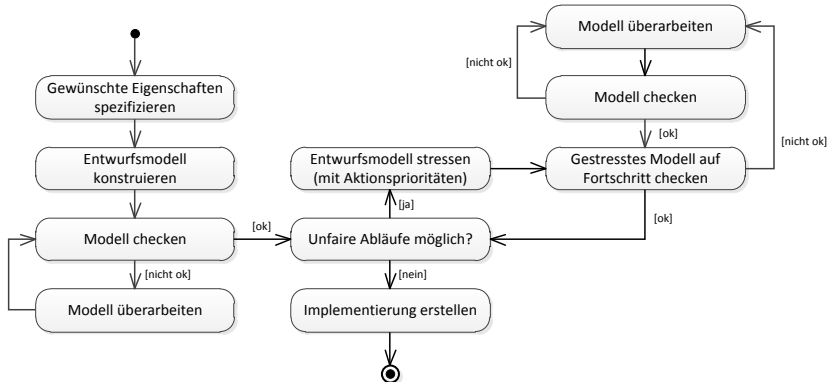 Gewünschte Eigenschaften
spezifizieren
Entwurfsmodell
konstruieren
Modell checken
[ok]
[nicht ok]
Modell überarbeiten
Entwurfsmodell stressen
(mit Aktionsprioritäten)
[ja]
Unfaire Abläufe möglich?
[nein]
Implementierung erstellen
Modell überarbeiten
[nicht ok]
Modell checken
[ok]
[nicht ok]
Gestresstes Modell auf
Fortschritt checken
[ok]